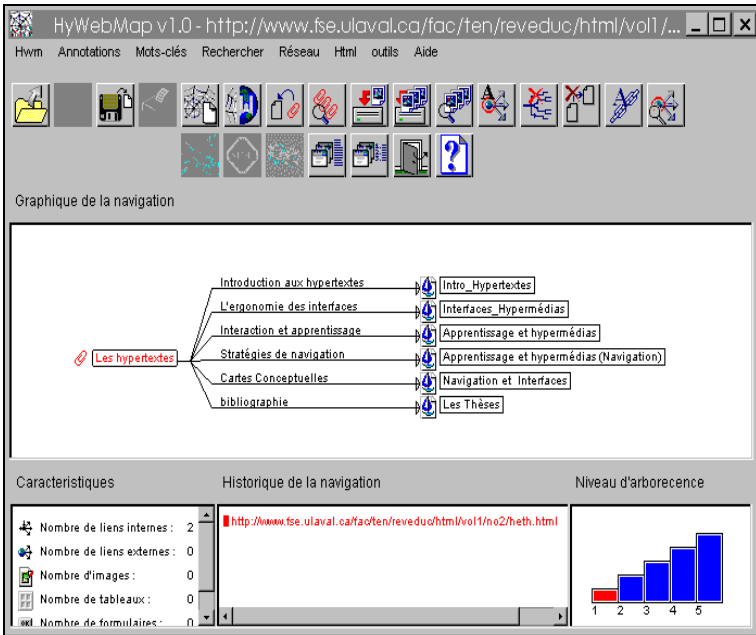 HyWebMap v1.0 - http://www.fse.ulaval.ca/fac/ten/reveduc/html/vol1/...
Hwm Annotations Mots-clés Rechercher Réseau Html outils Aide
Graphique de la navigation
Introduction aux hypertextes Intro_Hypertextes
L'ergonomie des interfaces Interfaces_Hypermédias
Interaction et apprentissage Apprentissage et hypermédias
Les hypertextes Stratégies de navigation Apprentissage et hypermédias (Navigation)
Cartes Conceptuelles Navigation et Interfaces
bibliographie Les Thèses
Caracteristiques Historique de la navigation Niveau d'arborecence
Nombre de liens internes : 2 http://www.fse.ulaval.ca/fac/ten/reveduc/html/vol1/no2/heth.html
Nombre de liens externes : 0
Nombre d'images : 0
Nombre de tableaux : 0
Nombre de formulaires : 0
1 2 3 4 5